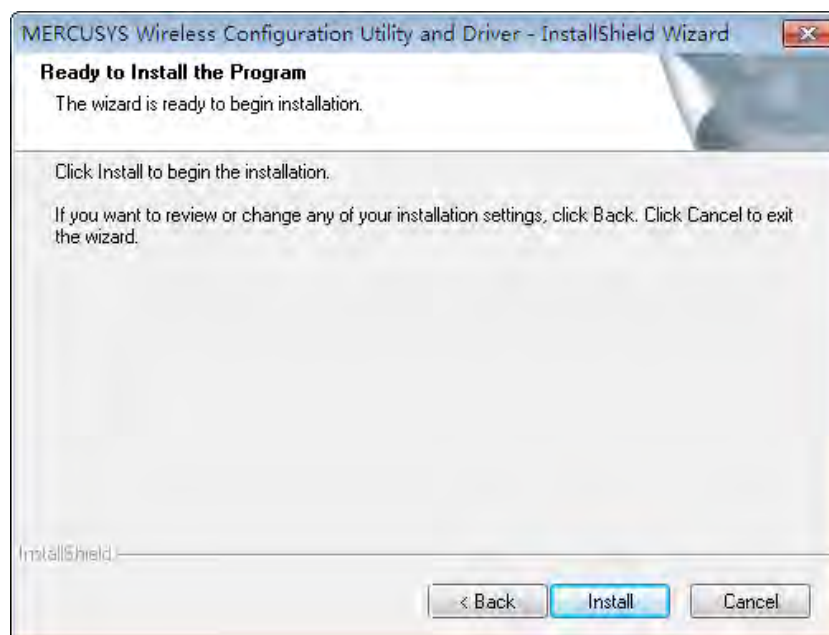 MERCUSYS Wireless Configuration Utility and Driver - InstallShield Wizard
Ready to Install the Program
The wizard is ready to begin installation.
Click Install to begin the installation.
If you want to review or change any of your installation settings, click Back. Click Cancel to exit
the wizard.
InstallShield
< Back
Install
Cancel